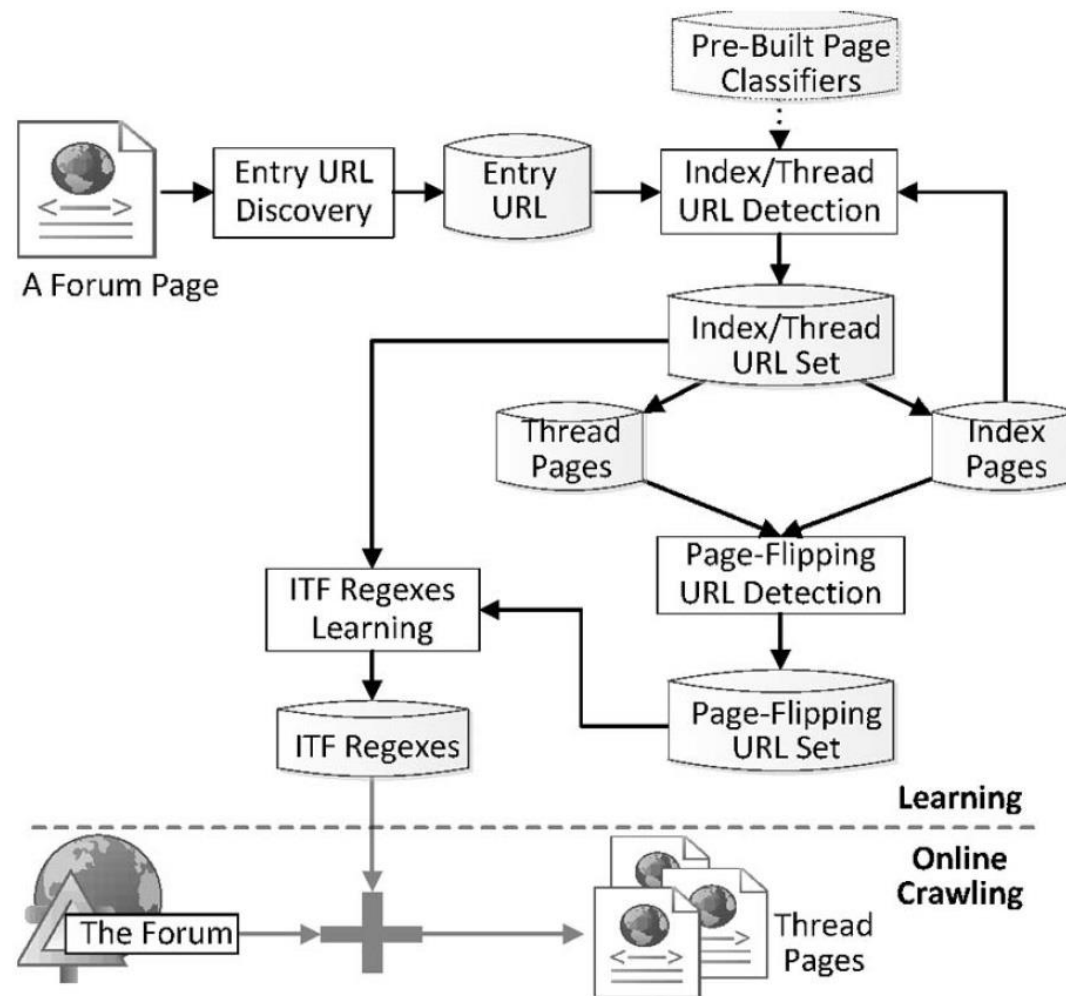 Pre-Built Page
Classifiers
Entry URL
Discovery
Entry
URL
Index/Thread
URL Detection
A Forum Page
Index/Thread
URL Set
Thread
Pages
Index
Pages
Page-Flipping
URL Detection
ITF Regexes
Learning
Page-Flipping
URL Set
ITF Regexes
Learning
Online
Crawling
The Forum
Thread
Pages